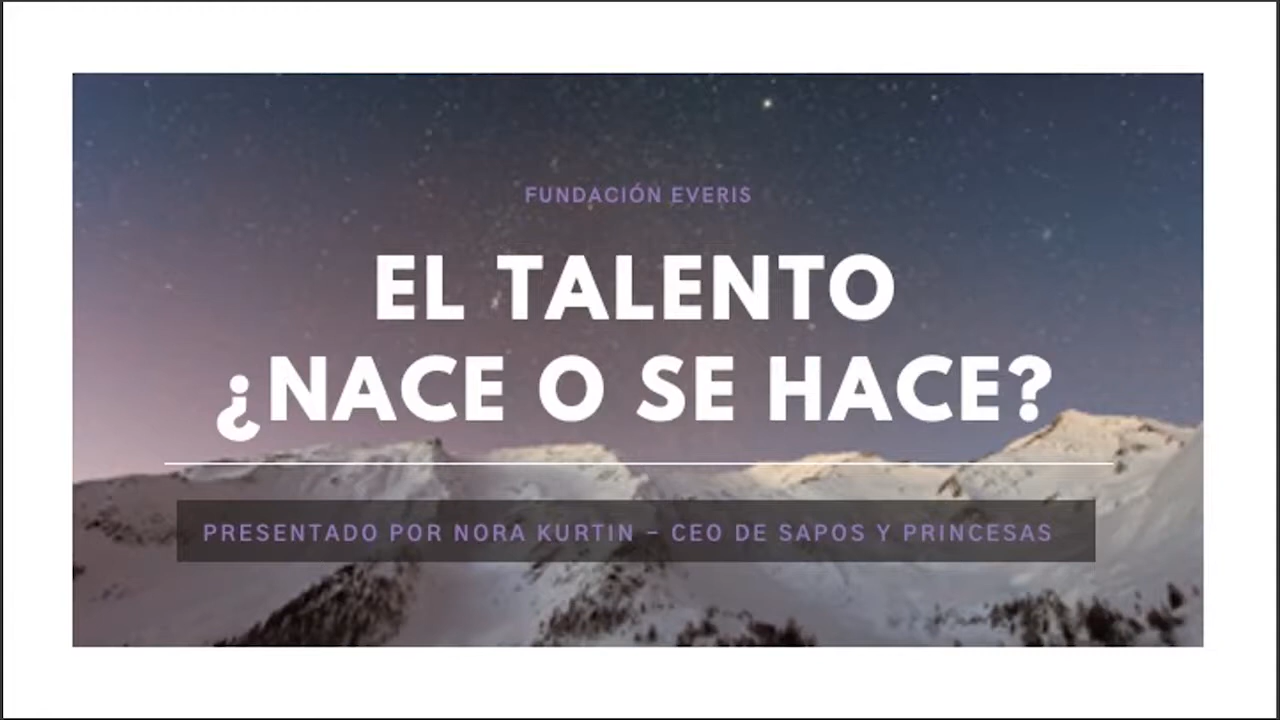 FUNDACIÓN EVERIS
EL TALENTO
¿NACE O SE HACE?
PRESENTADO POR NORA KURTIN – CEO DE SAPOS Y PRINCESAS